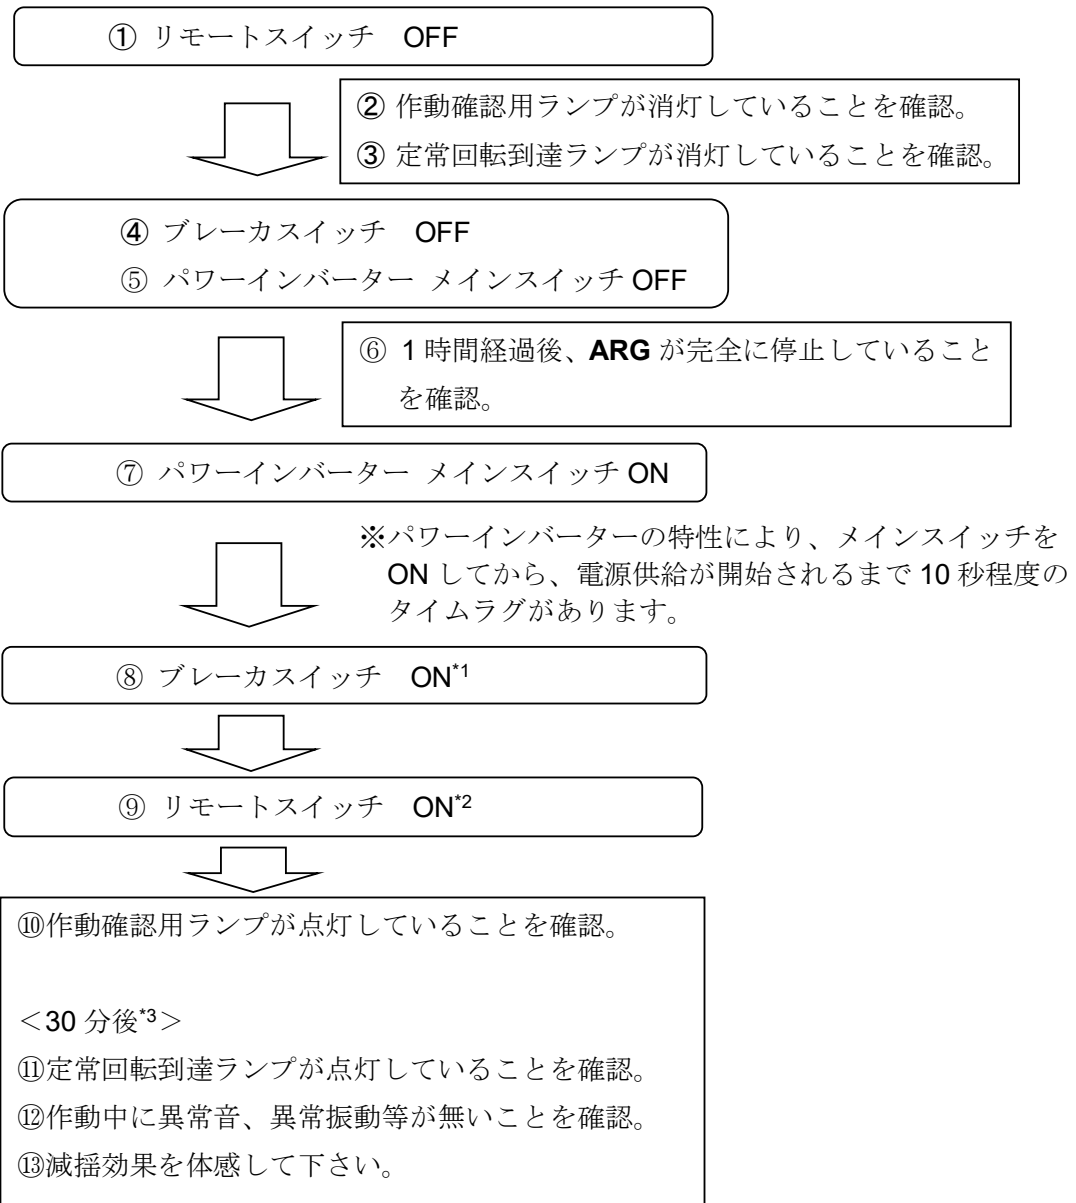 ① リモートスイッチ OFF
② 作動確認用ランプが消灯していることを確認。
③ 定常回転到達ランプが消灯していることを確認。
④ ブレーカスイッチ OFF
⑤ パワーインバーター メインスイッチ OFF
⑥ 1 時間経過後、ARG が完全に停止していること
を確認。
⑦ パワーインバーター メインスイッチ ON
※パワーインバーターの特性により、メインスイッチを
ON してから、電源供給が開始されるまで 10 秒程度の
タイムラグがあります。
⑧ ブレーカスイッチ ON*1
⑨ リモートスイッチ ON*2
⑩作動確認用ランプが点灯していることを確認。
＜30 分後*3＞
⑪定常回転到達ランプが点灯していることを確認。
⑫作動中に異常音、異常振動等が無いことを確認。
⑬減揺効果を体感して下さい。